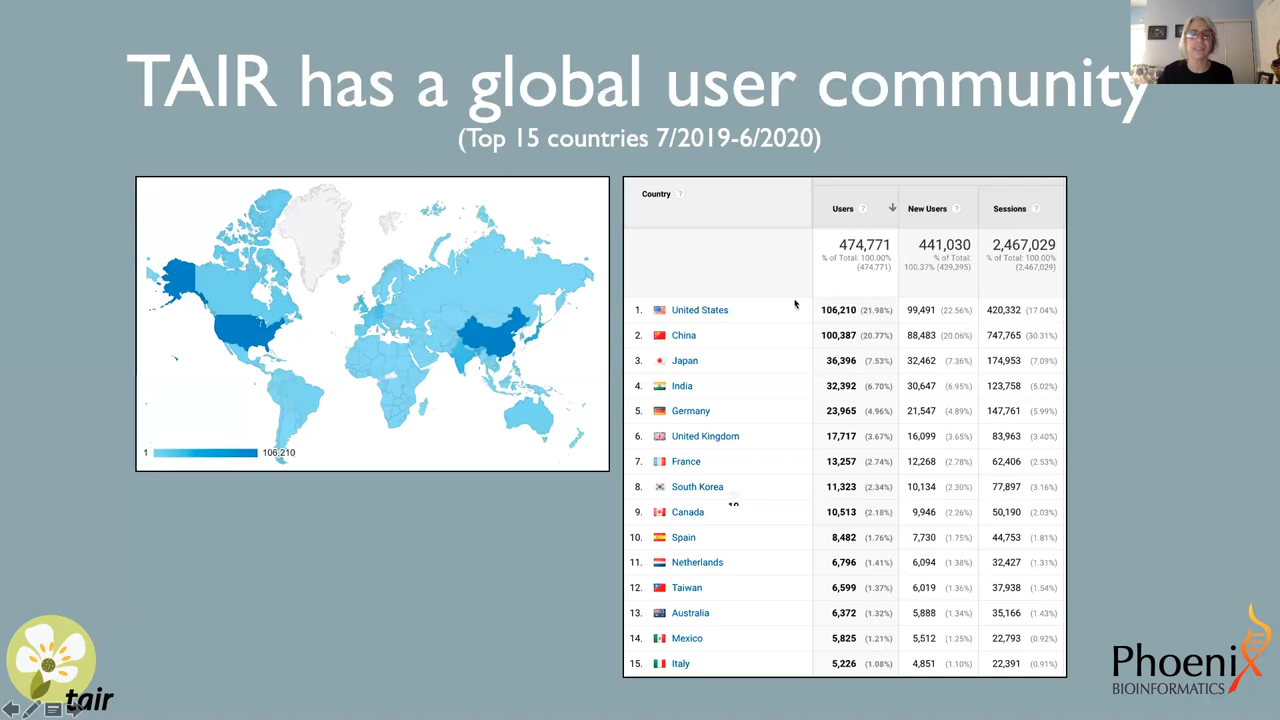 TAIR has a global user community
(Top 15 countries 7/2019-6/2020)
1 106,210
Country ? Users ? New Users ? Sessions ?
474,771 441,030 2,467,029
% of Total: 100.00% (474,771) % of Total: 100.37% (439,395) % of Total: 100.00% (2,467,029)
1. United States 106,210 (21.98%) 99,491 (22.56%) 420,332 (17.04%)
2. China 100,387 (20.77%) 88,483 (20.06%) 747,765 (30.31%)
3. Japan 36,396 (7.53%) 32,462 (7.36%) 174,953 (7.09%)
4. India 32,392 (6.70%) 30,647 (6.95%) 123,758 (5.02%)
5. Germany 23,965 (4.96%) 21,547 (4.89%) 147,761 (5.99%)
6. United Kingdom 17,717 (3.67%) 16,099 (3.65%) 83,963 (3.40%)
7. France 13,257 (2.74%) 12,268 (2.78%) 62,406 (2.53%)
8. South Korea 11,323 (2.34%) 10,134 (2.30%) 77,897 (3.16%)
9. Canada 10,513 (2.18%) 9,946 (2.26%) 50,190 (2.03%)
10. Spain 8,482 (1.76%) 7,730 (1.75%) 44,753 (1.81%)
11. Netherlands 6,796 (1.41%) 6,094 (1.38%) 32,427 (1.31%)
12. Taiwan 6,599 (1.37%) 6,019 (1.36%) 37,938 (1.54%)
13. Australia 6,372 (1.32%) 5,888 (1.34%) 35,166 (1.43%)
14. Mexico 5,825 (1.21%) 5,512 (1.25%) 22,793 (0.92%)
15. Italy 5,226 (1.08%) 4,851 (1.10%) 22,391 (0.91%)
tair
Phoenix
BIOINFORMATICS